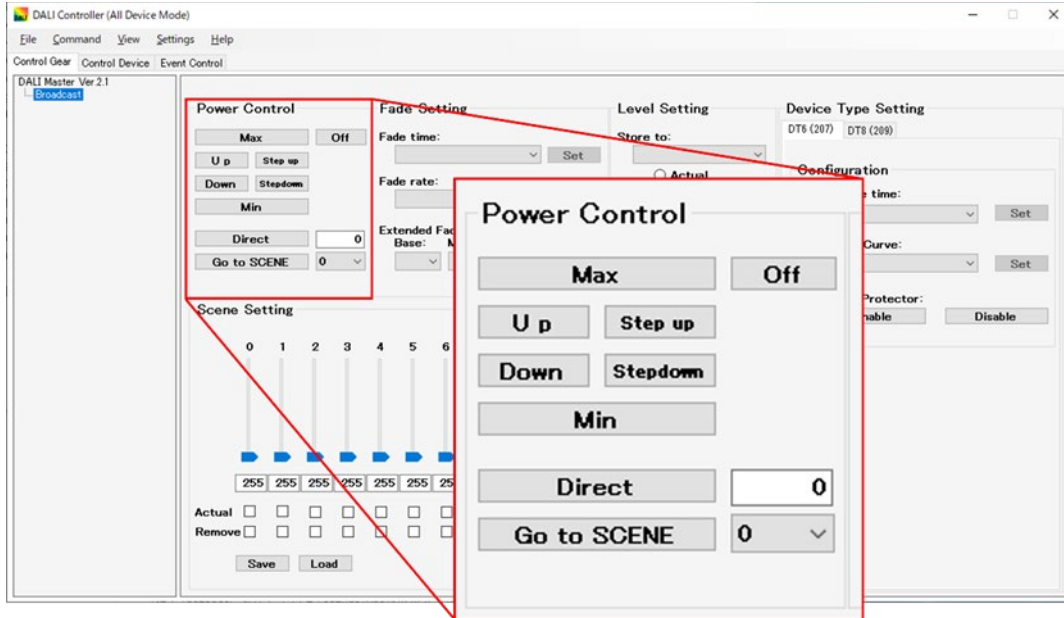 DALI Controller (All Device Mode)
File Command View Settings Help
Control Gear Control Device Event Control
DALI Master Ver.2.1
Broadcast
Power Control
Max Off
U p Step up
Down Stepdown
Min
Direct 0
Go to SCENE 0
Fade Setting
Fade time:
Set
Fade rate:
Extended
Base:
Level Setting
Store to:
Actual
Device Type Setting
DT6 (207) DT8 (209)
Configuration
time:
Set
Curve:
Set
Protector:
Disable
Scene Setting
0 1 2 3 4 5 6
255 255 255 255 255 255
Actual
Remove
Save Load
Power Control
Max Off
U p Step up
Down Stepdown
Min
Direct 0
Go to SCENE 0